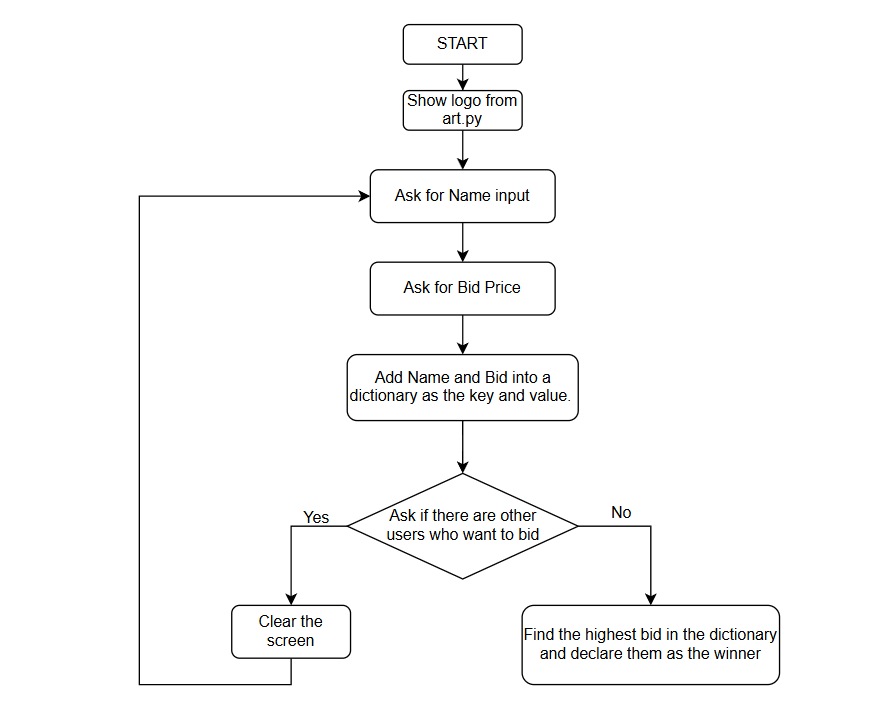 START
Show logo from
art.py
Ask for Name input
Ask for Bid Price
Add Name and Bid into a
dictionary as the key and value.
Ask if there are other
users who want to bid
Yes
No
Clear the
screen
Find the highest bid in the dictionary
and declare them as the winner